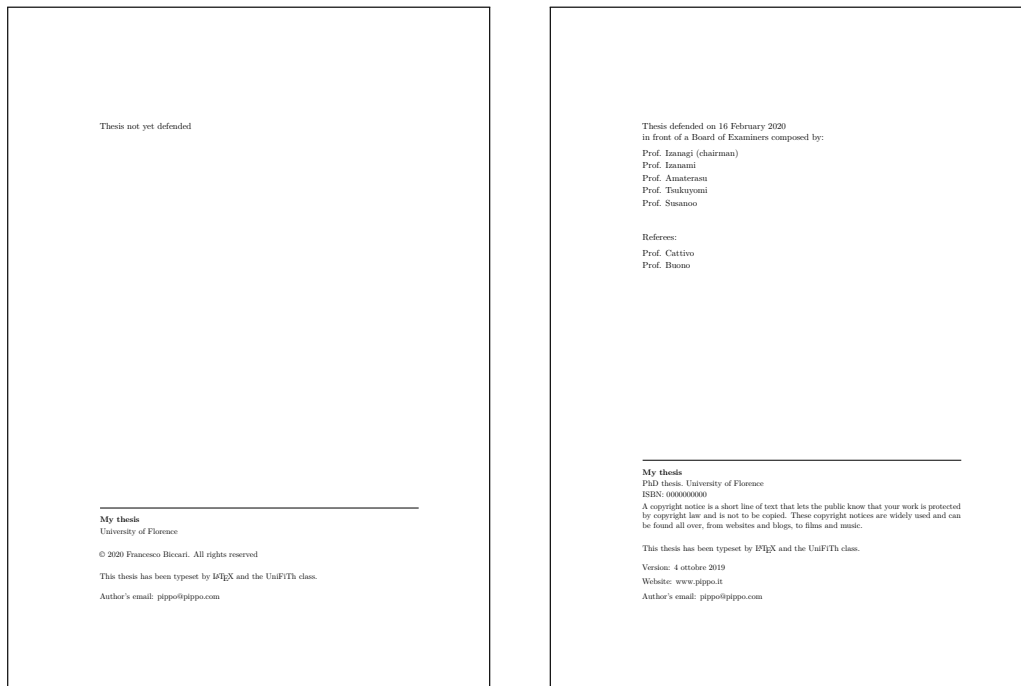 Thesis not yet defended
My thesis
University of Florence
© 2020 Francesco Biccari. All rights reserved
This thesis has been typeset by LATEX and the UniFiTh class.
Author's email: pippo@pippo.com
Thesis defended on 16 February 2020
in front of a Board of Examiners composed by:
Prof. Izanagi (chairman)
Prof. Izanami
Prof. Amaterasu
Prof. Tsukuyomi
Prof. Susanoo
Referees:
Prof. Cattivo
Prof. Buono
My thesis
PhD thesis. University of Florence
ISBN: 0000000000
A copyright notice is a short line of text that lets the public know that your work is protected
by copyright law and is not to be copied. These copyright notices are widely used and can
be found all over, from websites and blogs, to films and music.
This thesis has been typeset by LATEX and the UniFiTh class.
Version: 4 ottobre 2019
Website: www.pippo.it
Author's email: pippo@pippo.com